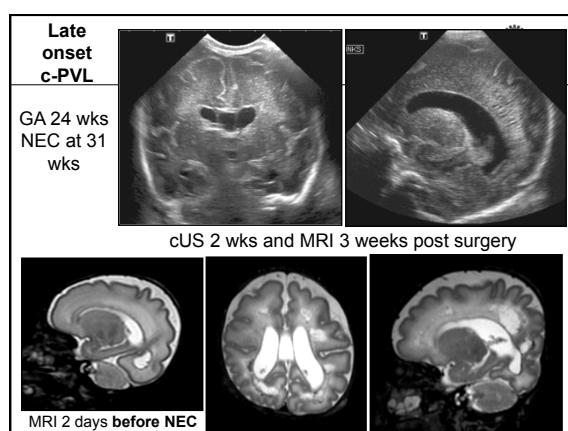 Late
onset
c-PVL
T
T
INKS
GA 24 wks
NEC at 31
wks
cUS 2 wks and MRI 3 weeks post surgery
MRI 2 days before NEC